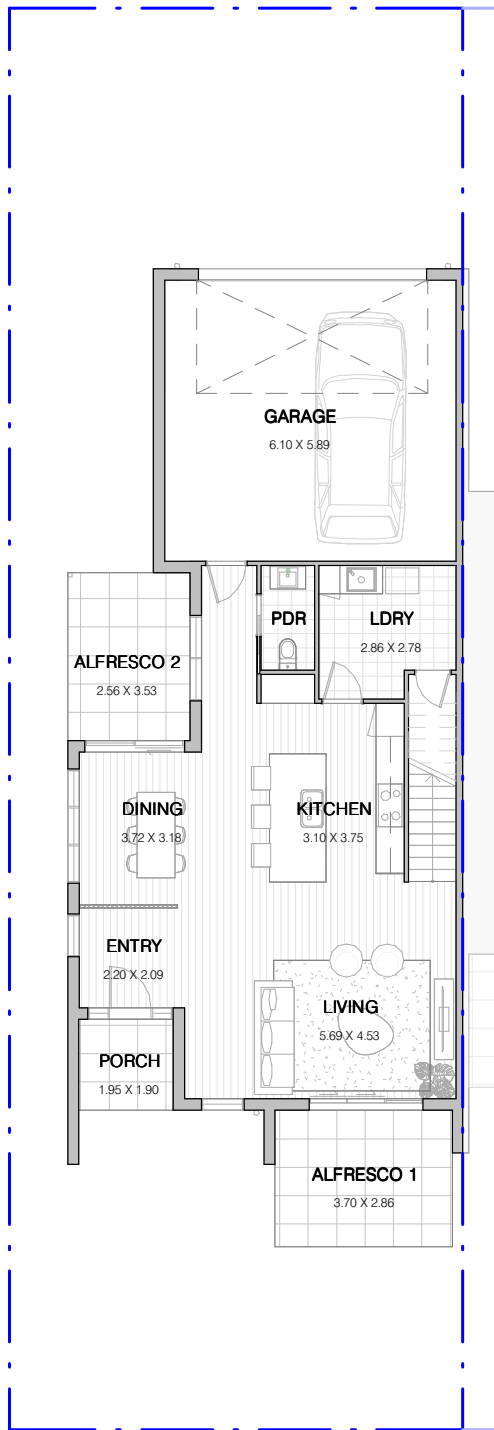 GARAGE
6.10 X 5.89
PDR
LDRY
2.86 X 2.78
ALFRESCO 2
2.56 X 3.53
DINING
3.72 X 3.18
KITCHEN
3.10 X 3.75
ENTRY
2.20 X 2.09
LIVING
5.69 X 4.53
PORCH
1.95 X 1.90
ALFRESCO 1
3.70 X 2.86